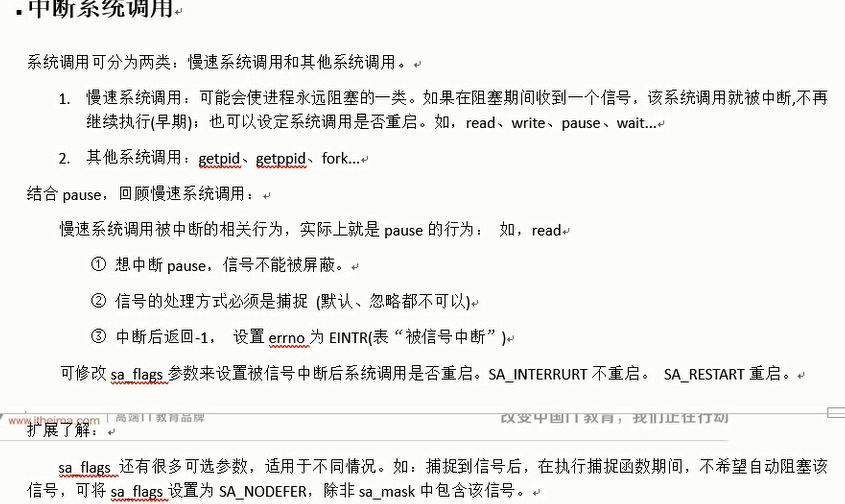 中断系统调用
系统调用可分为两类：慢速系统调用和其他系统调用。
1. 慢速系统调用：可能会使进程永远阻塞的一类。如果在阻塞期间收到一个信号，该系统调用就被中断,不再
继续执行(早期)；也可以设定系统调用是否重启。如，read、write、pause、wait...
2. 其他系统调用：getpid、getppid、fork...
结合 pause，回顾慢速系统调用：
慢速系统调用被中断的相关行为，实际上就是 pause 的行为： 如，read
① 想中断 pause，信号不能被屏蔽。
② 信号的处理方式必须是捕捉 (默认、忽略都不可以)
③ 中断后返回-1， 设置 errno 为 EINTR(表“被信号中断”)
可修改 sa_flags 参数来设置被信号中断后系统调用是否重启。SA_INTERRURT 不重启。 SA_RESTART 重启。
www.itheima.com 高端IT教育品牌 改变中国IT教育，我们正在行动
扩展了解：
sa_flags 还有很多可选参数，适用于不同情况。如：捕捉到信号后，在执行捕捉函数期间，不希望自动阻塞该
信号，可将 sa_flags 设置为 SA_NODEFER，除非 sa_mask 中包含该信号。